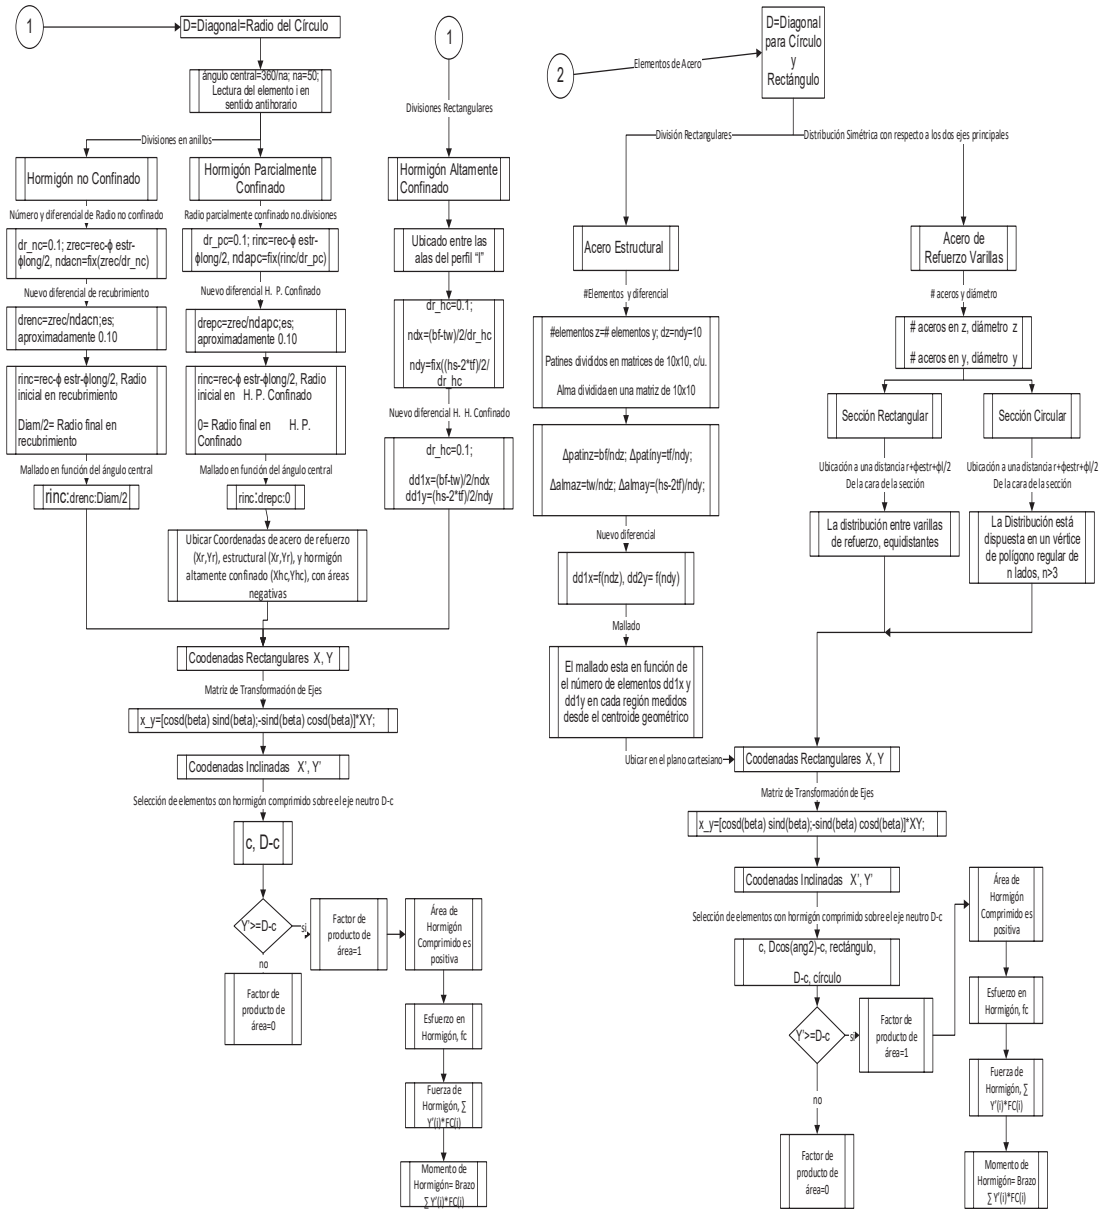 1
D=Diagonal=Radio del Círculo
ángulo central=360/na; na=50;
Lectura del elemento i en
sentido antihorario
Divisiones en anillos
Hormigón no Confinado
Número y diferencial de Radio no confinado
dr_nc=0.1; zrec=rec-ϕ estr-
ϕlong/2, ndacn=fix(zrec/dr_nc)
Nuevo diferencial de recubrimiento
drenc=zrec/ndacn;es;
aproximadamente 0.10
rinc=rec-ϕ estr-ϕlong/2, Radio
inicial en recubrimiento
Diam/2= Radio final en
recubrimiento
Mallado en función del ángulo central
rinc:drenc:Diam/2
Hormigón Parcialmente
Confinado
Radio parcialmente confinado no.divisiones
dr_pc=0.1; rinc=rec-ϕ estr-
ϕlong/2, ndapc=fix(rinc/dr_pc)
Nuevo diferencial H. P. Confinado
drepc=zrec/ndapc;es;
aproximadamente 0.10
rinc=rec-ϕ estr-ϕlong/2, Radio
inicial en H. P. Confinado
0= Radio final en H. P.
Confinado
Mallado en función del ángulo central
rinc:drepc:0
Ubicar Coordenadas de acero de refuerzo
(Xr,Yr), estructural (Xr,Yr), y hormigón
altamente confinado (Xhc,Yhc), con áreas
negativas
1
Divisiones Rectangulares
Hormigón Altamente
Confinado
Ubicado entre las
alas del perfil “I”
dr_hc=0.1;
ndx=(bf-tw)/2/dr_hc
ndy=fix((hs-2*tf)/2/
dr_hc
Nuevo diferencial H. H. Confinado
dr_hc=0.1;
dd1x=(bf-tw)/2/ndx
dd1y=(hs-2*tf)/2/ndy
Coodenadas Rectangulares X, Y
Matriz de Transformación de Ejes
x_y=[cosd(beta) sind(beta);-sind(beta) cosd(beta)]*XY;
Coodenadas Inclinadas X’, Y’
Selección de elementos con hormigón comprimido sobre el eje neutro D-c
c, D-c
Y’>=D-c
si
no
Factor de
producto de
área=1
Factor de
producto de
área=0
Área de
Hormigón
Comprimido es
positiva
Esfuerzo en
Hormigón, fc
Fuerza de
Hormigón, ∑
Y’(i)*FC(i)
Momento de
Hormigón= Brazo
∑ Y’(i)*FC(i)
2
Elementos de Acero
D=Diagonal
para Círculo
y
Rectángulo
División Rectangulares
Distribución Simétrica con respecto a los dos ejes principales
Acero Estructural
#Elementos y diferencial
#elementos z=# elementos y; dz=ndy=10
Patines divididos en matrices de 10x10, c/u.
Alma dividida en una matriz de 10x10
Δpatinz=bf/ndz; Δpatíny=tf/ndy;
Δalmaz=tw/ndz; Δalmay=(hs-2tf)/ndy;
Nuevo diferencial
dd1x=f(ndz), dd2y= f(ndy)
Mallado
El mallado esta en función de
el número de elementos dd1x y
dd1y en cada región medidos
desde el centroide geométrico
Ubicar en el plano cartesiano
Acero de
Refuerzo Varillas
# aceros y diámetro
# aceros en z, diámetro z
# aceros en y, diámetro y
Sección Rectangular
Ubicación a una distancia r+ϕestr+ϕl/2
De la cara de la sección
La distribución entre varillas
de refuerzo, equidistantes
Sección Circular
Ubicación a una distancia r+ϕestr+ϕl/2
De la cara de la sección
La Distribución está
dispuesta en un vértice
de polígono regular de
n lados, n>3
Coodenadas Rectangulares X, Y
Matriz de Transformación de Ejes
x_y=[cosd(beta) sind(beta);-sind(beta) cosd(beta)]*XY;
Coodenadas Inclinadas X’, Y’
Selección de elementos con hormigón comprimido sobre el eje neutro D-c
c, Dcos(ang2)-c, rectángulo,
D-c, círculo
Y’>=D-c
si
no
Factor de
producto de
área=1
Factor de
producto de
área=0
Área de
Hormigón
Comprimido es
positiva
Esfuerzo en
Hormigón, fc
Fuerza de
Hormigón, ∑
Y’(i)*FC(i)
Momento de
Hormigón= Brazo
∑ Y’(i)*FC(i)